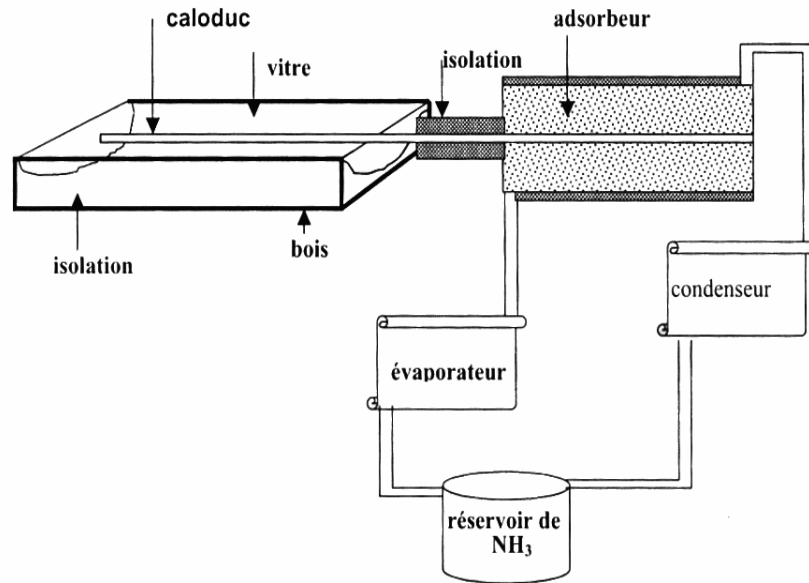 caloduc
vitre
isolation
adsorbeur
isolation
bois
condenseur
évaporateur
réservoir de
NH₃